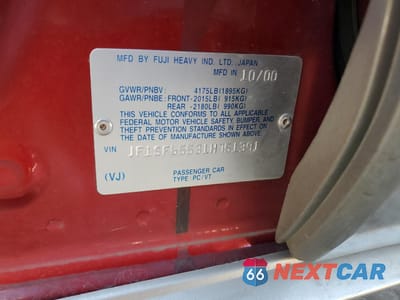 MFD BY FUJI HEAVY IND. LTD. JAPAN
MFD IN 10/00
GVWR/PNBV: 4175LB(1895KG)
GAWR/PNBE: FRONT-2015LB( 915KG)
REAR -2180LB( 990KG)
THIS VEHICLE CONFORMS TO ALL APPLICABLE
FEDERAL MOTOR VEHICLE SAFETY, BUMPER, AND
THEFT PREVENTION STANDARDS IN EFFECT ON
THE DATE OF MANUFACTURE SHOWN ABOVE.
VIN
(VJ) PASSENGER CAR
TYPE PC/VT
66 NEXTCAR